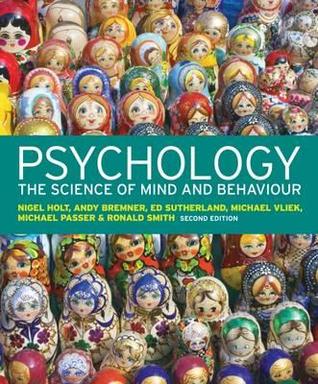 PSYCHOLOGY
THE SCIENCE OF MIND AND BEHAVIOUR
NIGEL HOLT, ANDY BREMNER, ED SUTHERLAND, MICHAEL VLIEK,
MICHAEL PASSER & RONALD SMITH SECOND EDITION